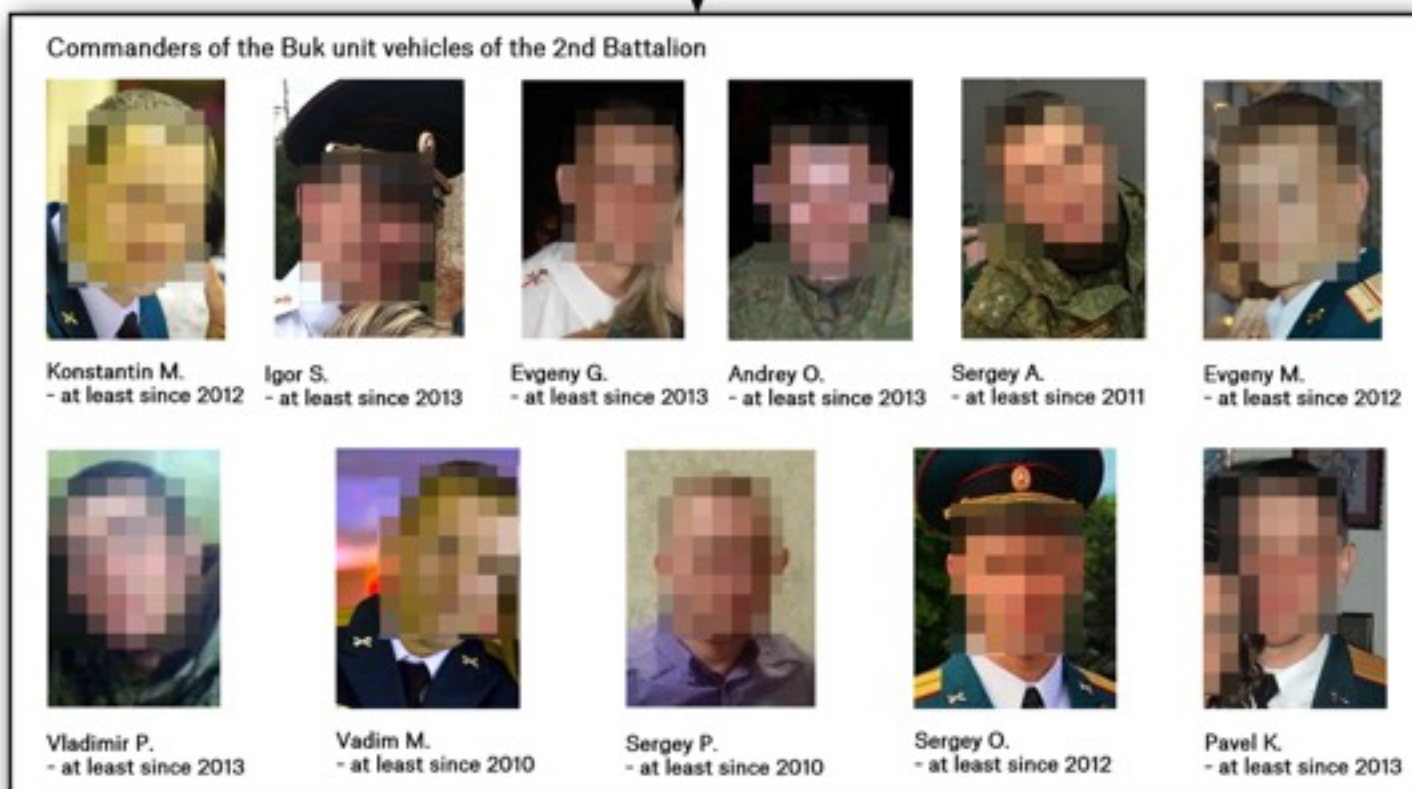 Commanders of the Buk unit vehicles of the 2nd Battalion
Konstantin M.
- at least since 2012
Igor S.
- at least since 2013
Evgeny G.
- at least since 2013
Andrey O.
- at least since 2013
Sergey A.
- at least since 2011
Evgeny M.
- at least since 2012
Vladimir P.
- at least since 2013
Vadim M.
- at least since 2010
Sergey P.
- at least since 2010
Sergey O.
- at least since 2012
Pavel K.
- at least since 2013